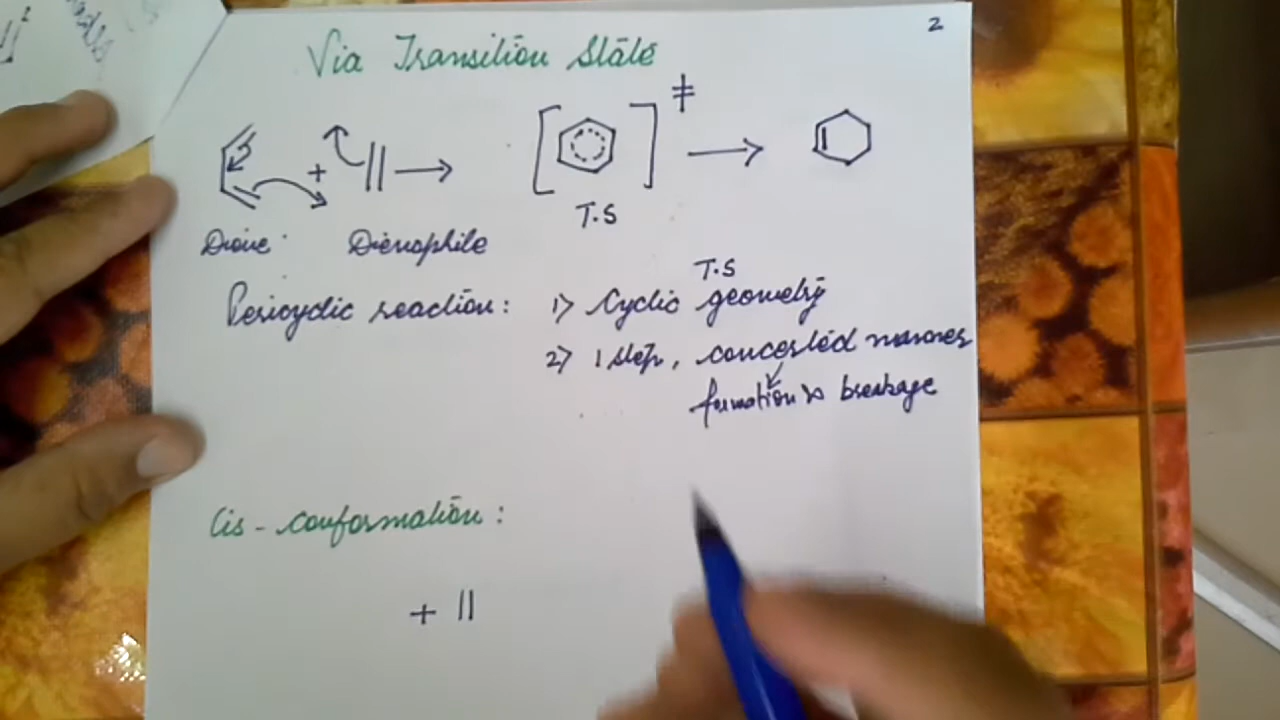 2
Via Transition State
+
‡
T.S
Diene Dienophile
T.S
Pericyclic reaction: 1> Cyclic geometry
2> 1 step, concerted manner
formation & breakage
Cis-conformation:
+ ||